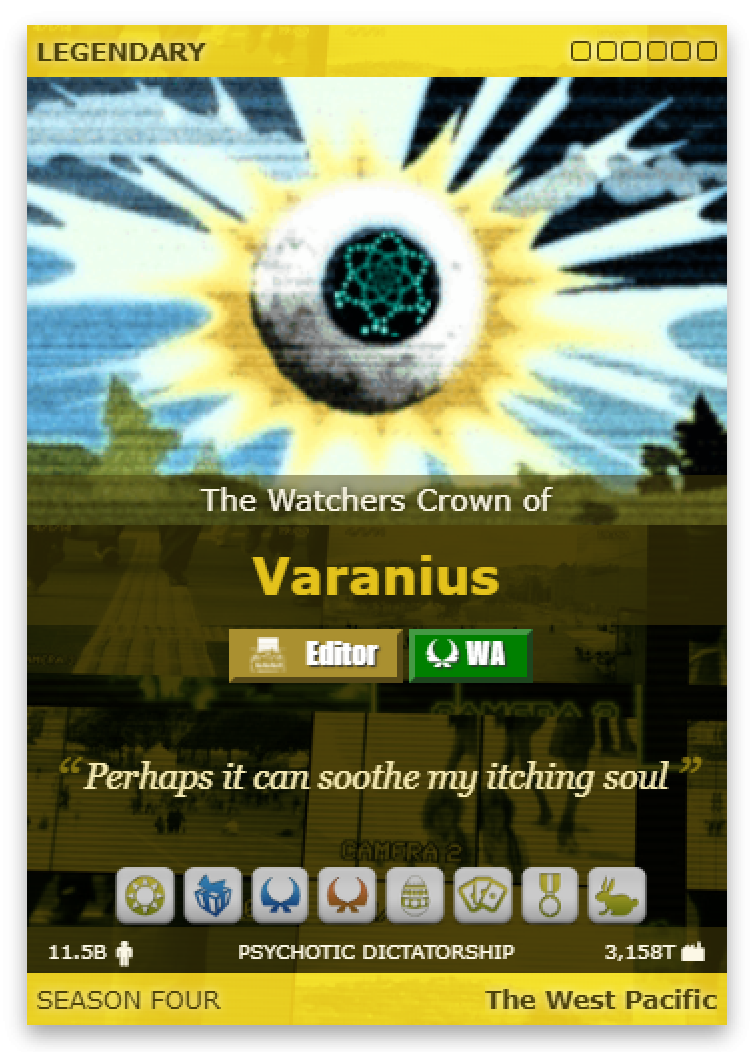 LEGENDARY
The Watchers Crown of
Varanius
Editor WA
“ Perhaps it can soothe my itching soul ”
CAMERA 2
11.5B PSYCHOTIC DICTATORSHIP 3,158T
SEASON FOUR The West Pacific